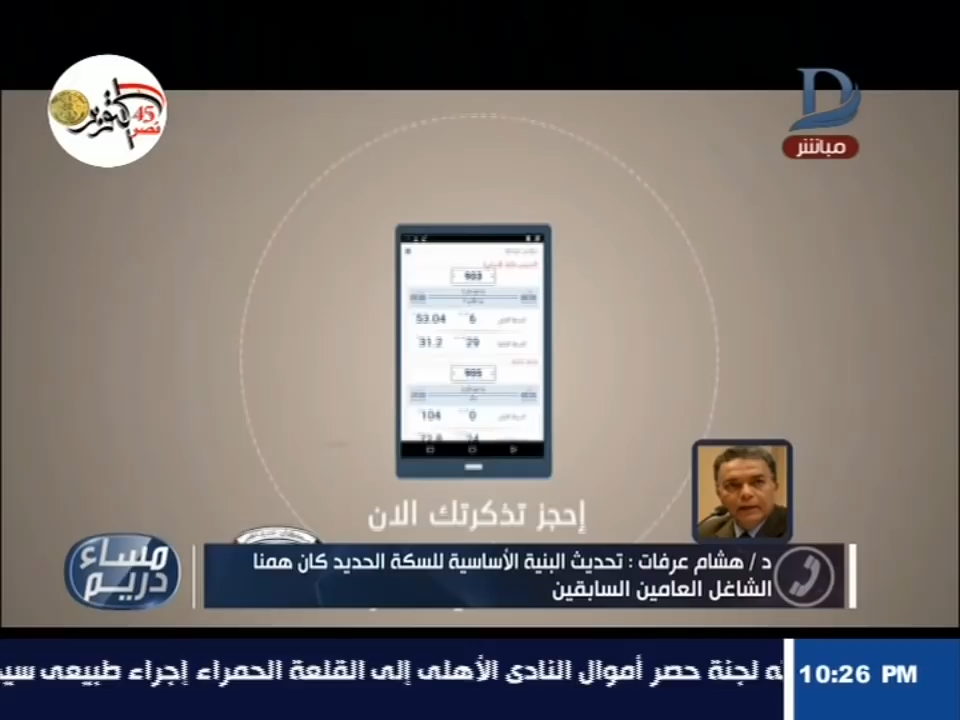 45
نصر
أكتوبر
D
مباشر
903
53.04 6
31.2 29
905
104 0
إحجز تذكرتك الان
مساء
دريم
د / هشام عرفات : تحديث البنية الأساسية للسكة الحديد كان همنا
الشاغل العامين السابقين
لجنة حصر أموال النادى الأهلى إلى القلعة الحمراء إجراء طبيعى
10:26 PM